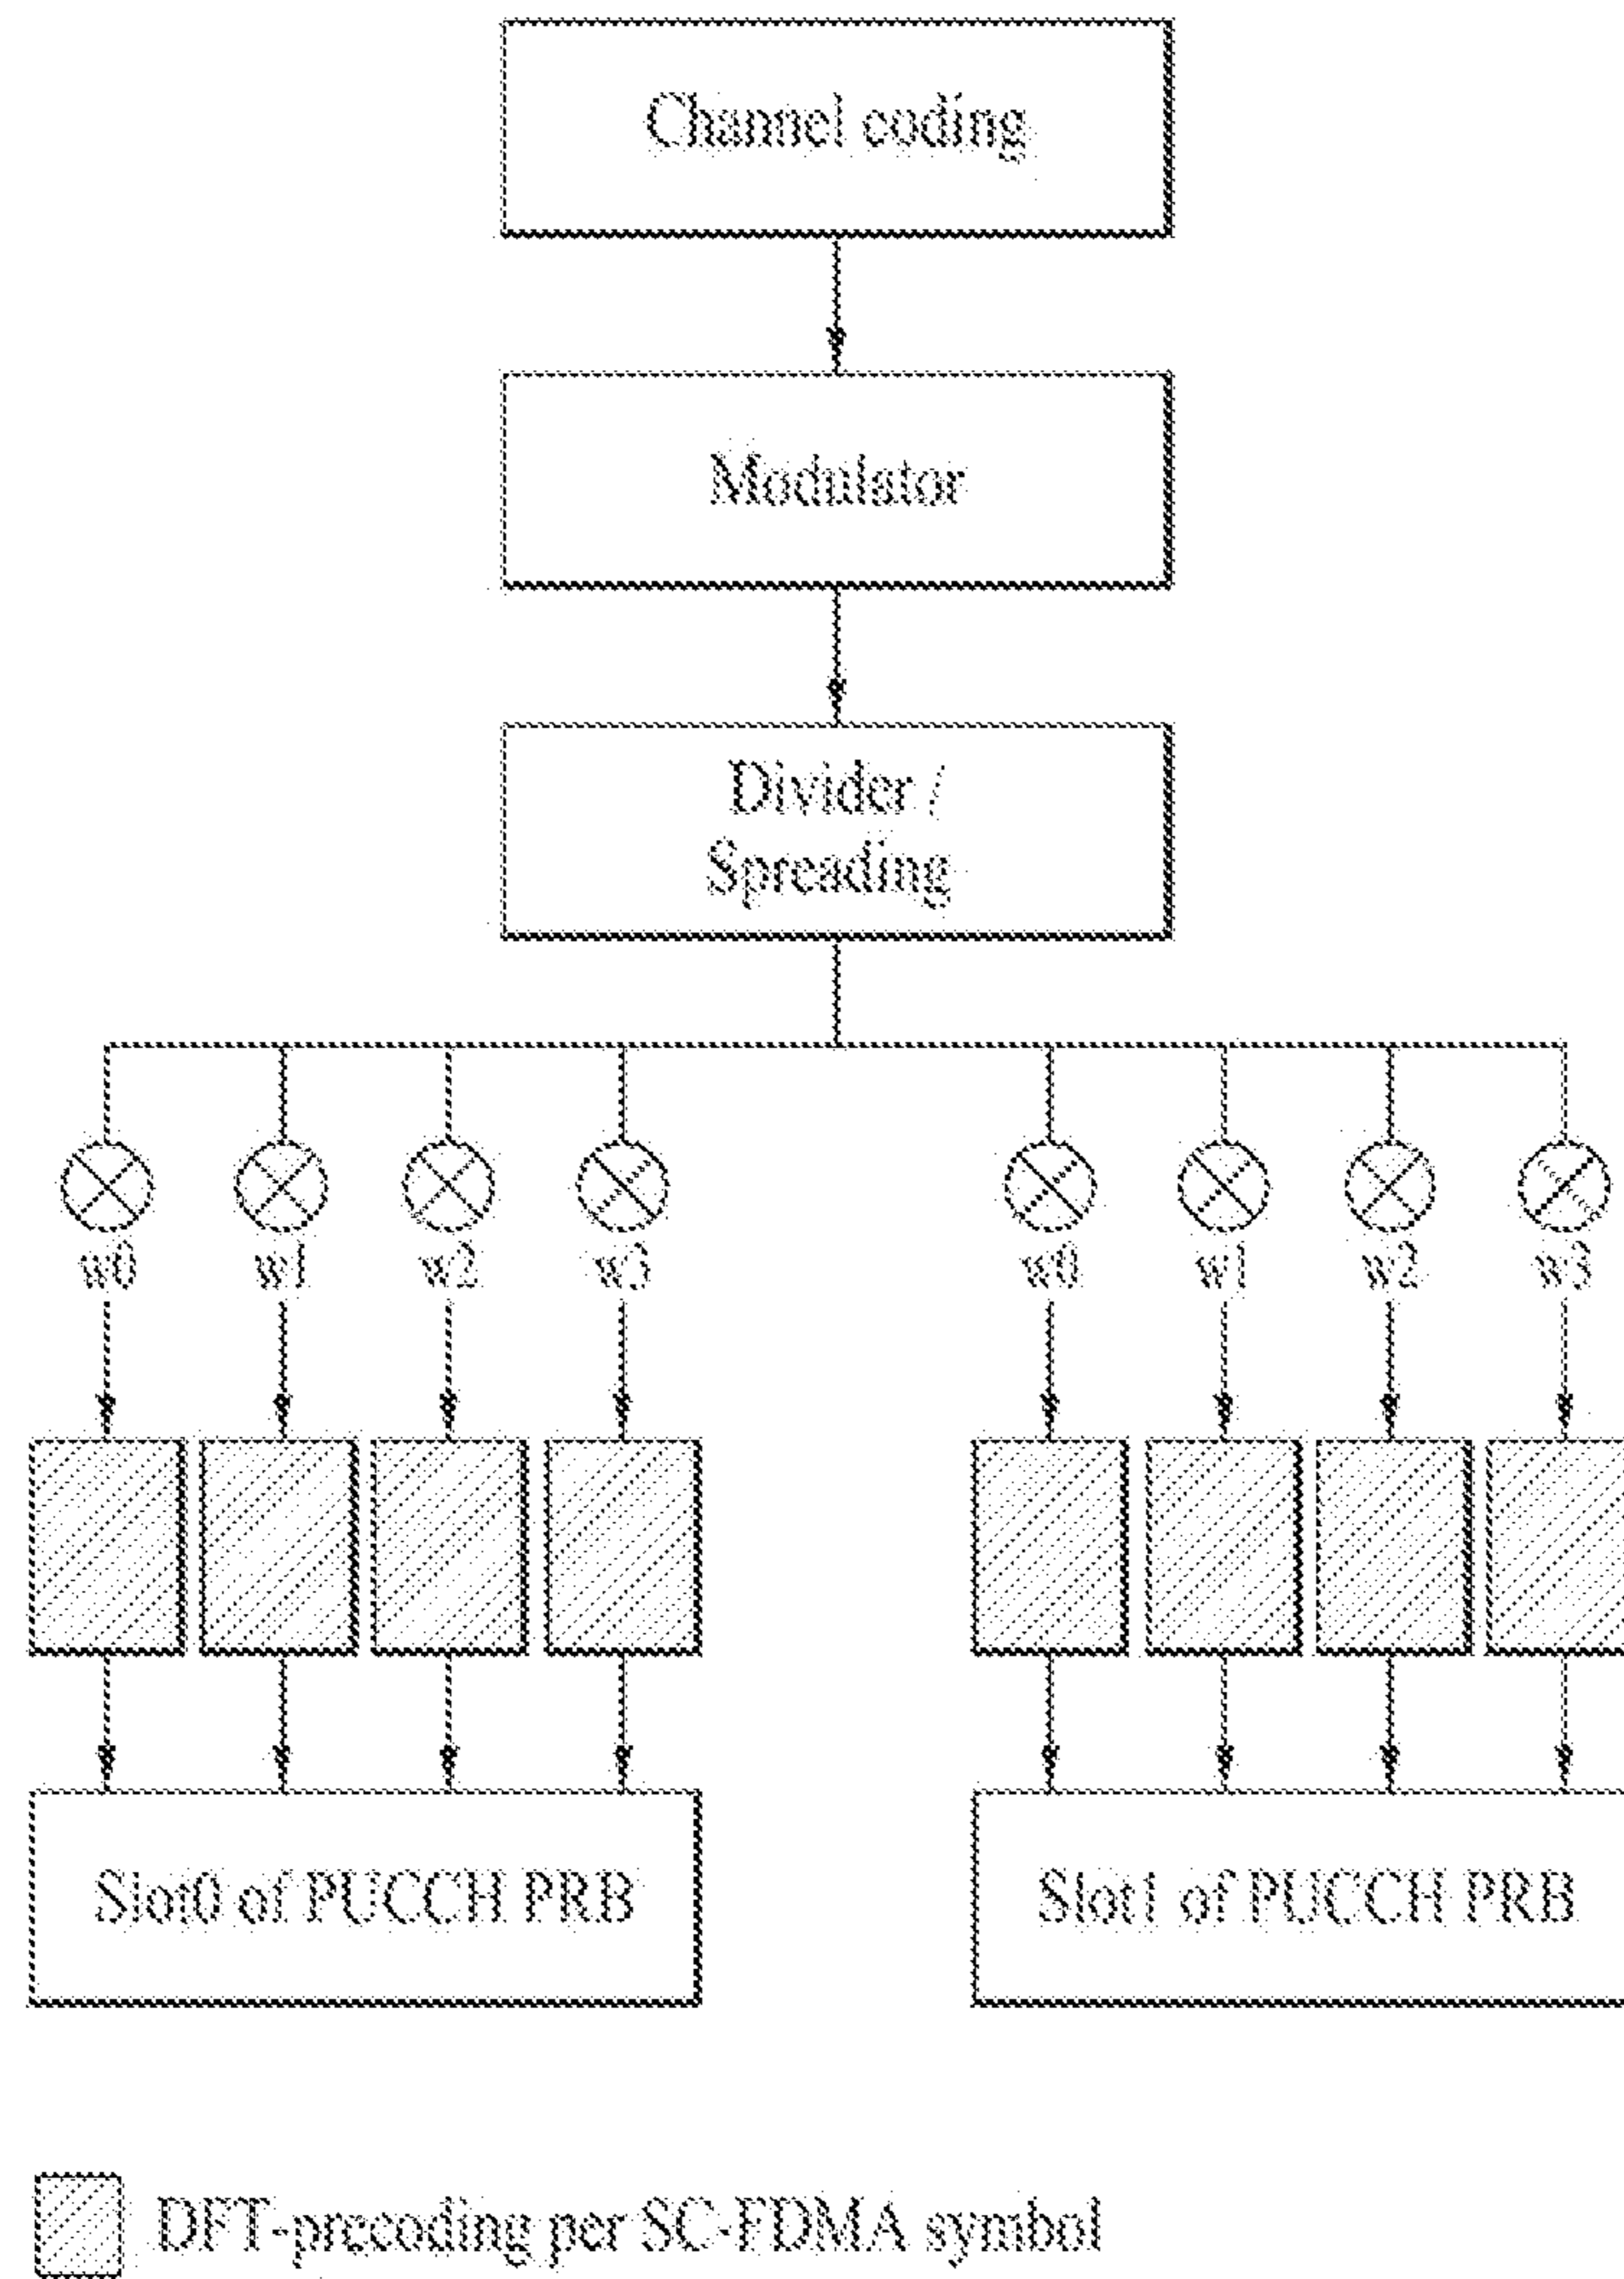 Channel coding
Modulator
Divider /
Spreading
w0 w1 w2 w3 w0 w1 w2 w3
Slot0 of PUCCH PRB Slot1 of PUCCH PRB
DFT-precoding per SC-FDMA symbol